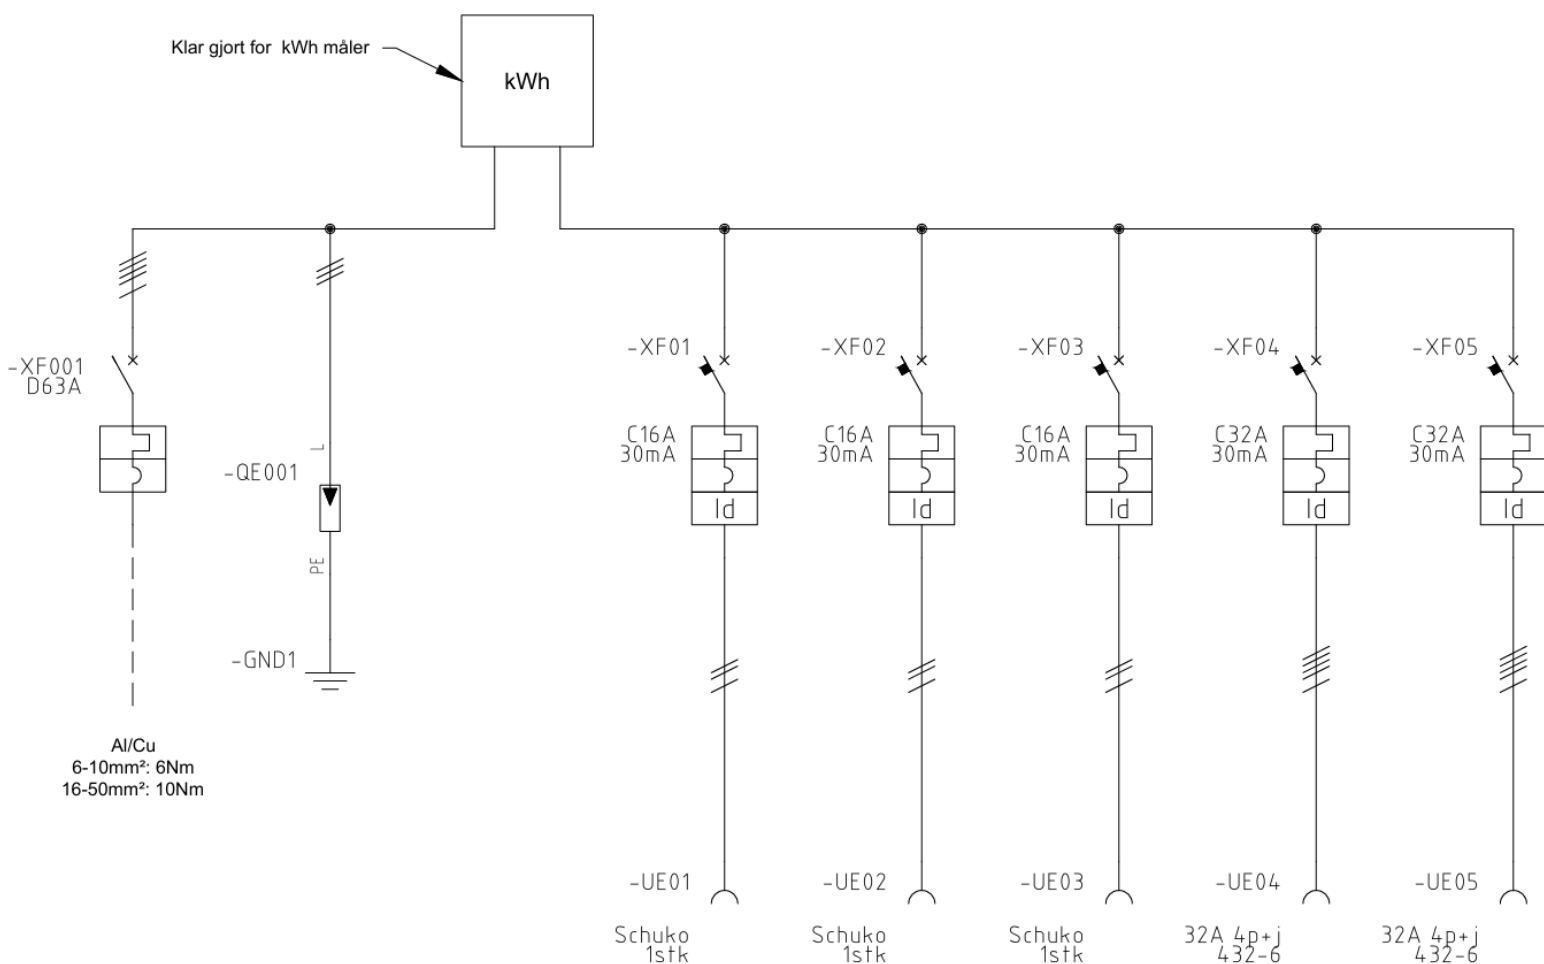 Klar gjort for kWh måler
kWh
-XF001
D63A
L
-QE001
PE
-GND1
Al/Cu
6-10mm²: 6Nm
16-50mm²: 10Nm
-XF01
C16A
30mA
Id
-UE01
Schuko
1stk
-XF02
C16A
30mA
Id
-UE02
Schuko
1stk
-XF03
C16A
30mA
Id
-UE03
Schuko
1stk
-XF04
C32A
30mA
Id
-UE04
32A 4p+j
432-6
-XF05
C32A
30mA
Id
-UE05
32A 4p+j
432-6